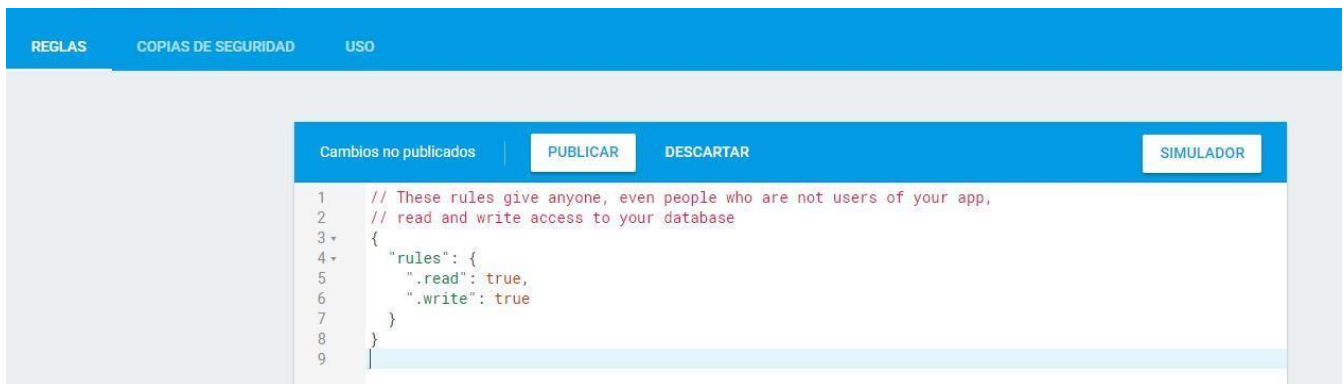 REGLAS COPIAS DE SEGURIDAD USO
Cambios no publicados PUBLICAR DESCARTAR SIMULADOR
1 // These rules give anyone, even people who are not users of your app,
2 // read and write access to your database
3 {
4 "rules": {
5 ".read": true,
6 ".write": true
7 }
8 }
9